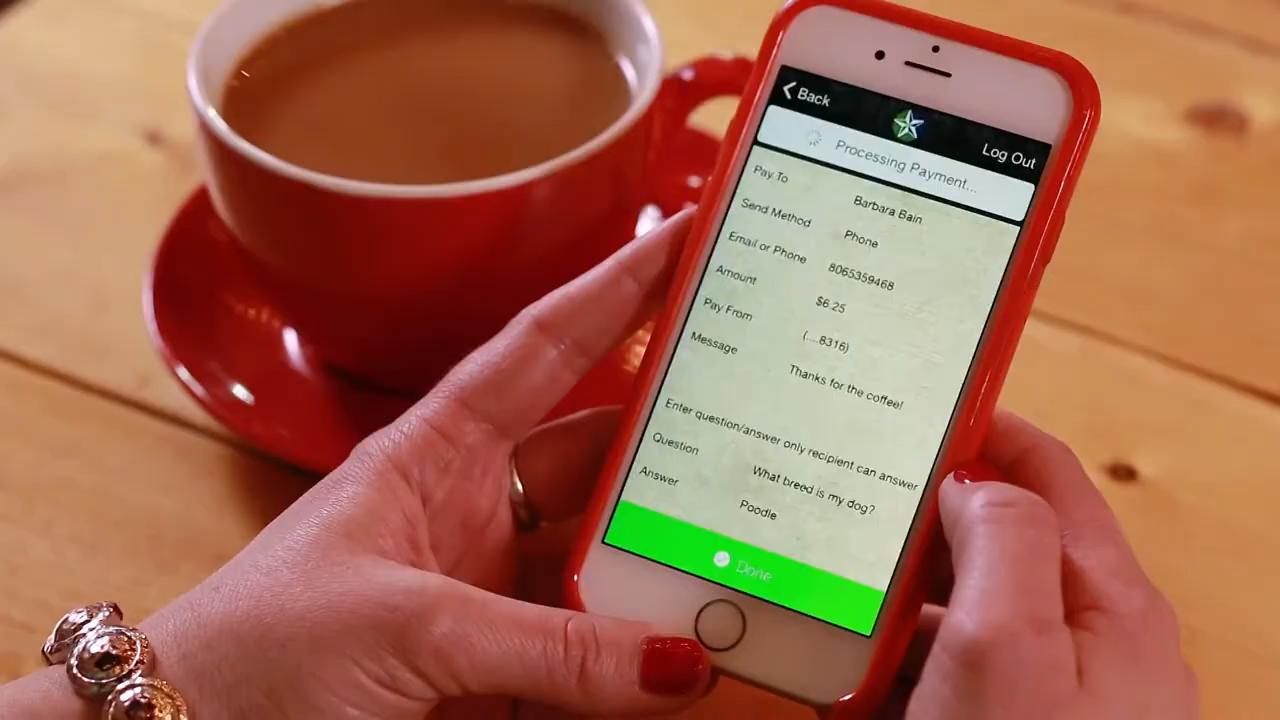 Back
Log Out
Processing Payment...
Pay To Barbara Bain
Send Method Phone
Email or Phone 8065359468
Amount $6.25
Pay From (....8316)
Message
Thanks for the coffee!
Enter question/answer only recipient can answer
Question What breed is my dog?
Answer Poodle
Done